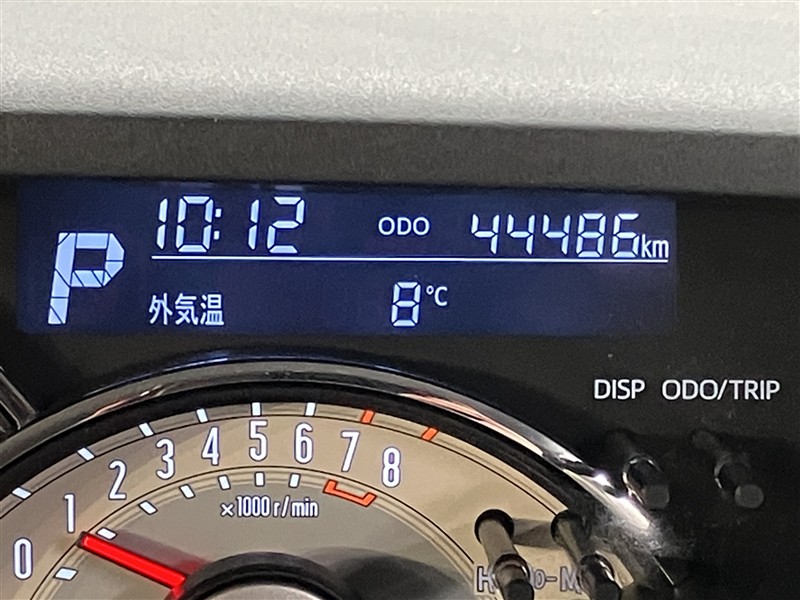 10:12 ODO 44486km
P
外気温 8℃
DISP ODO/TRIP
0 1 2 3 4 5 6 7 8
×1000 r/min